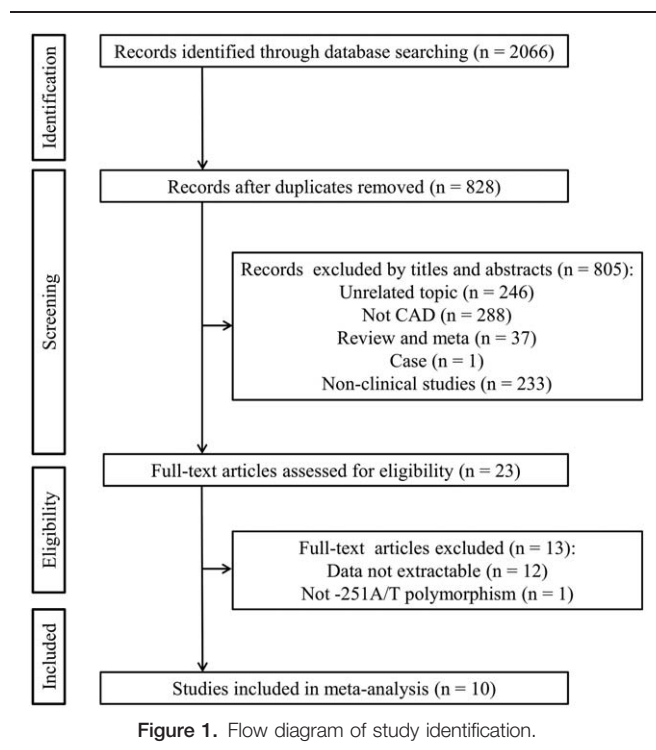 Identification
Records identified through database searching (n = 2066)
Screening
Records after duplicates removed (n = 828)
Records excluded by titles and abstracts (n = 805):
Unrelated topic (n = 246)
Not CAD (n = 288)
Review and meta (n = 37)
Case (n = 1)
Non-clinical studies (n = 233)
Eligibility
Full-text articles assessed for eligibility (n = 23)
Full-text articles excluded (n = 13):
Data not extractable (n = 12)
Not -251A/T polymorphism (n = 1)
Included
Studies included in meta-analysis (n = 10)
Figure 1. Flow diagram of study identification.